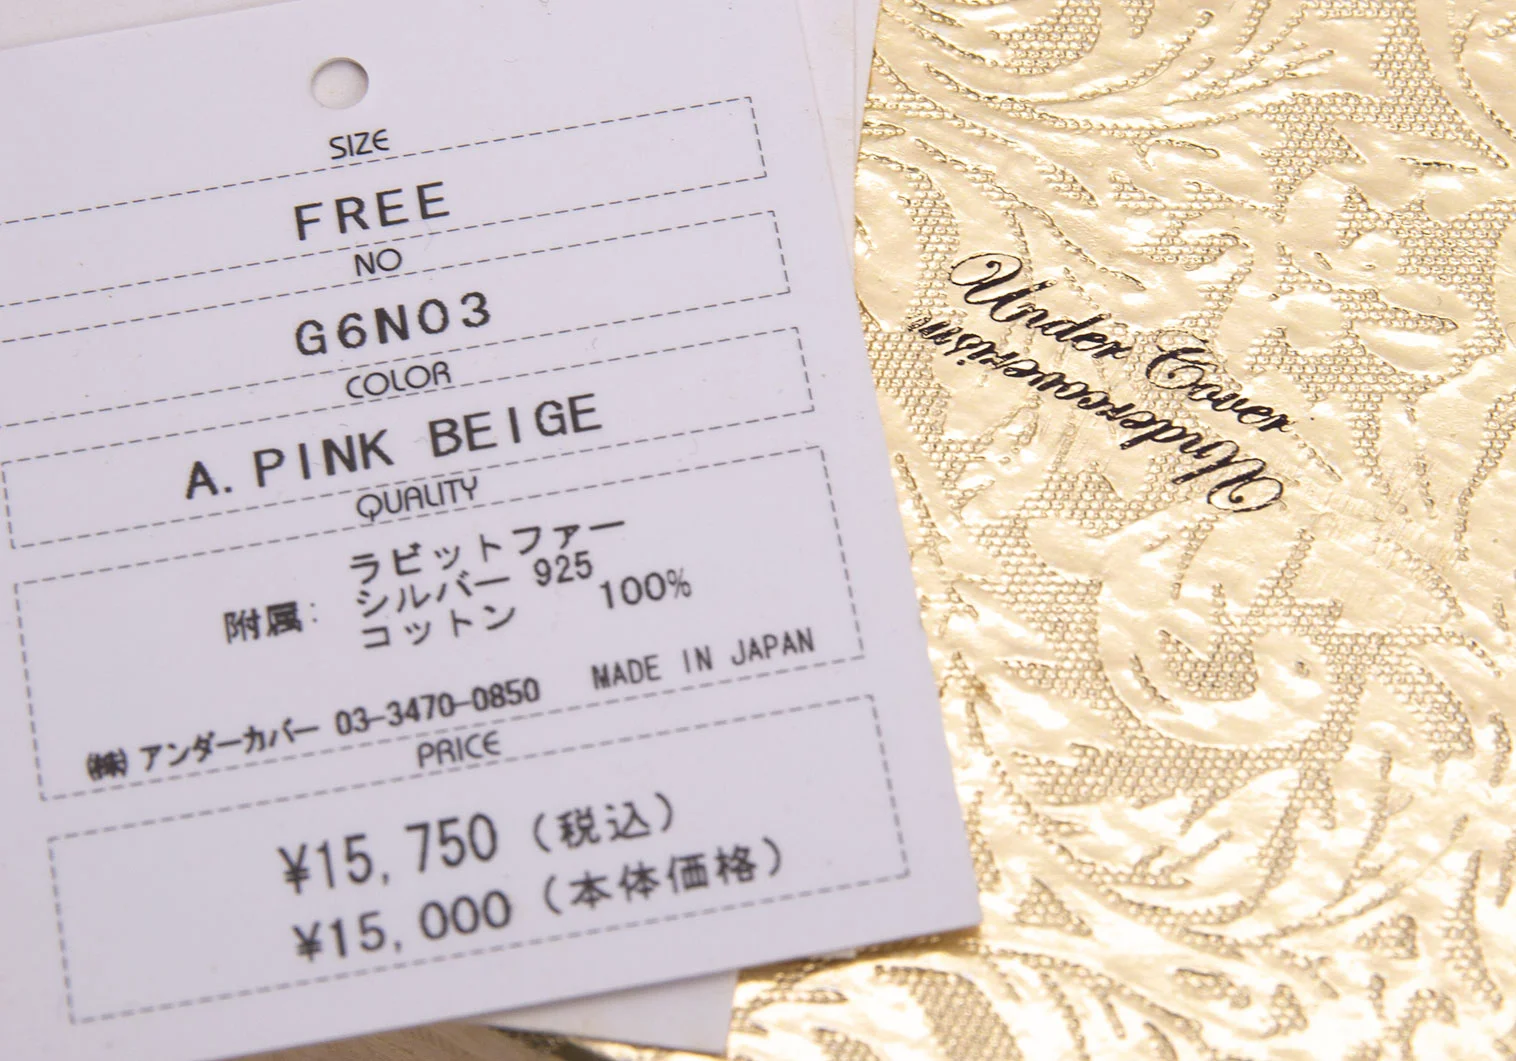 SIZE
FREE
NO
G6N03
COLOR
A. PINK BEIGE
QUALITY
ラビットファー
附属: シルバー 925
コットン 100%
MADE IN JAPAN
㈱ アンダーカバー 03-3470-0850
PRICE
¥15,750 (税込)
¥15,000 (本体価格)
Under Cover
Undercoverism